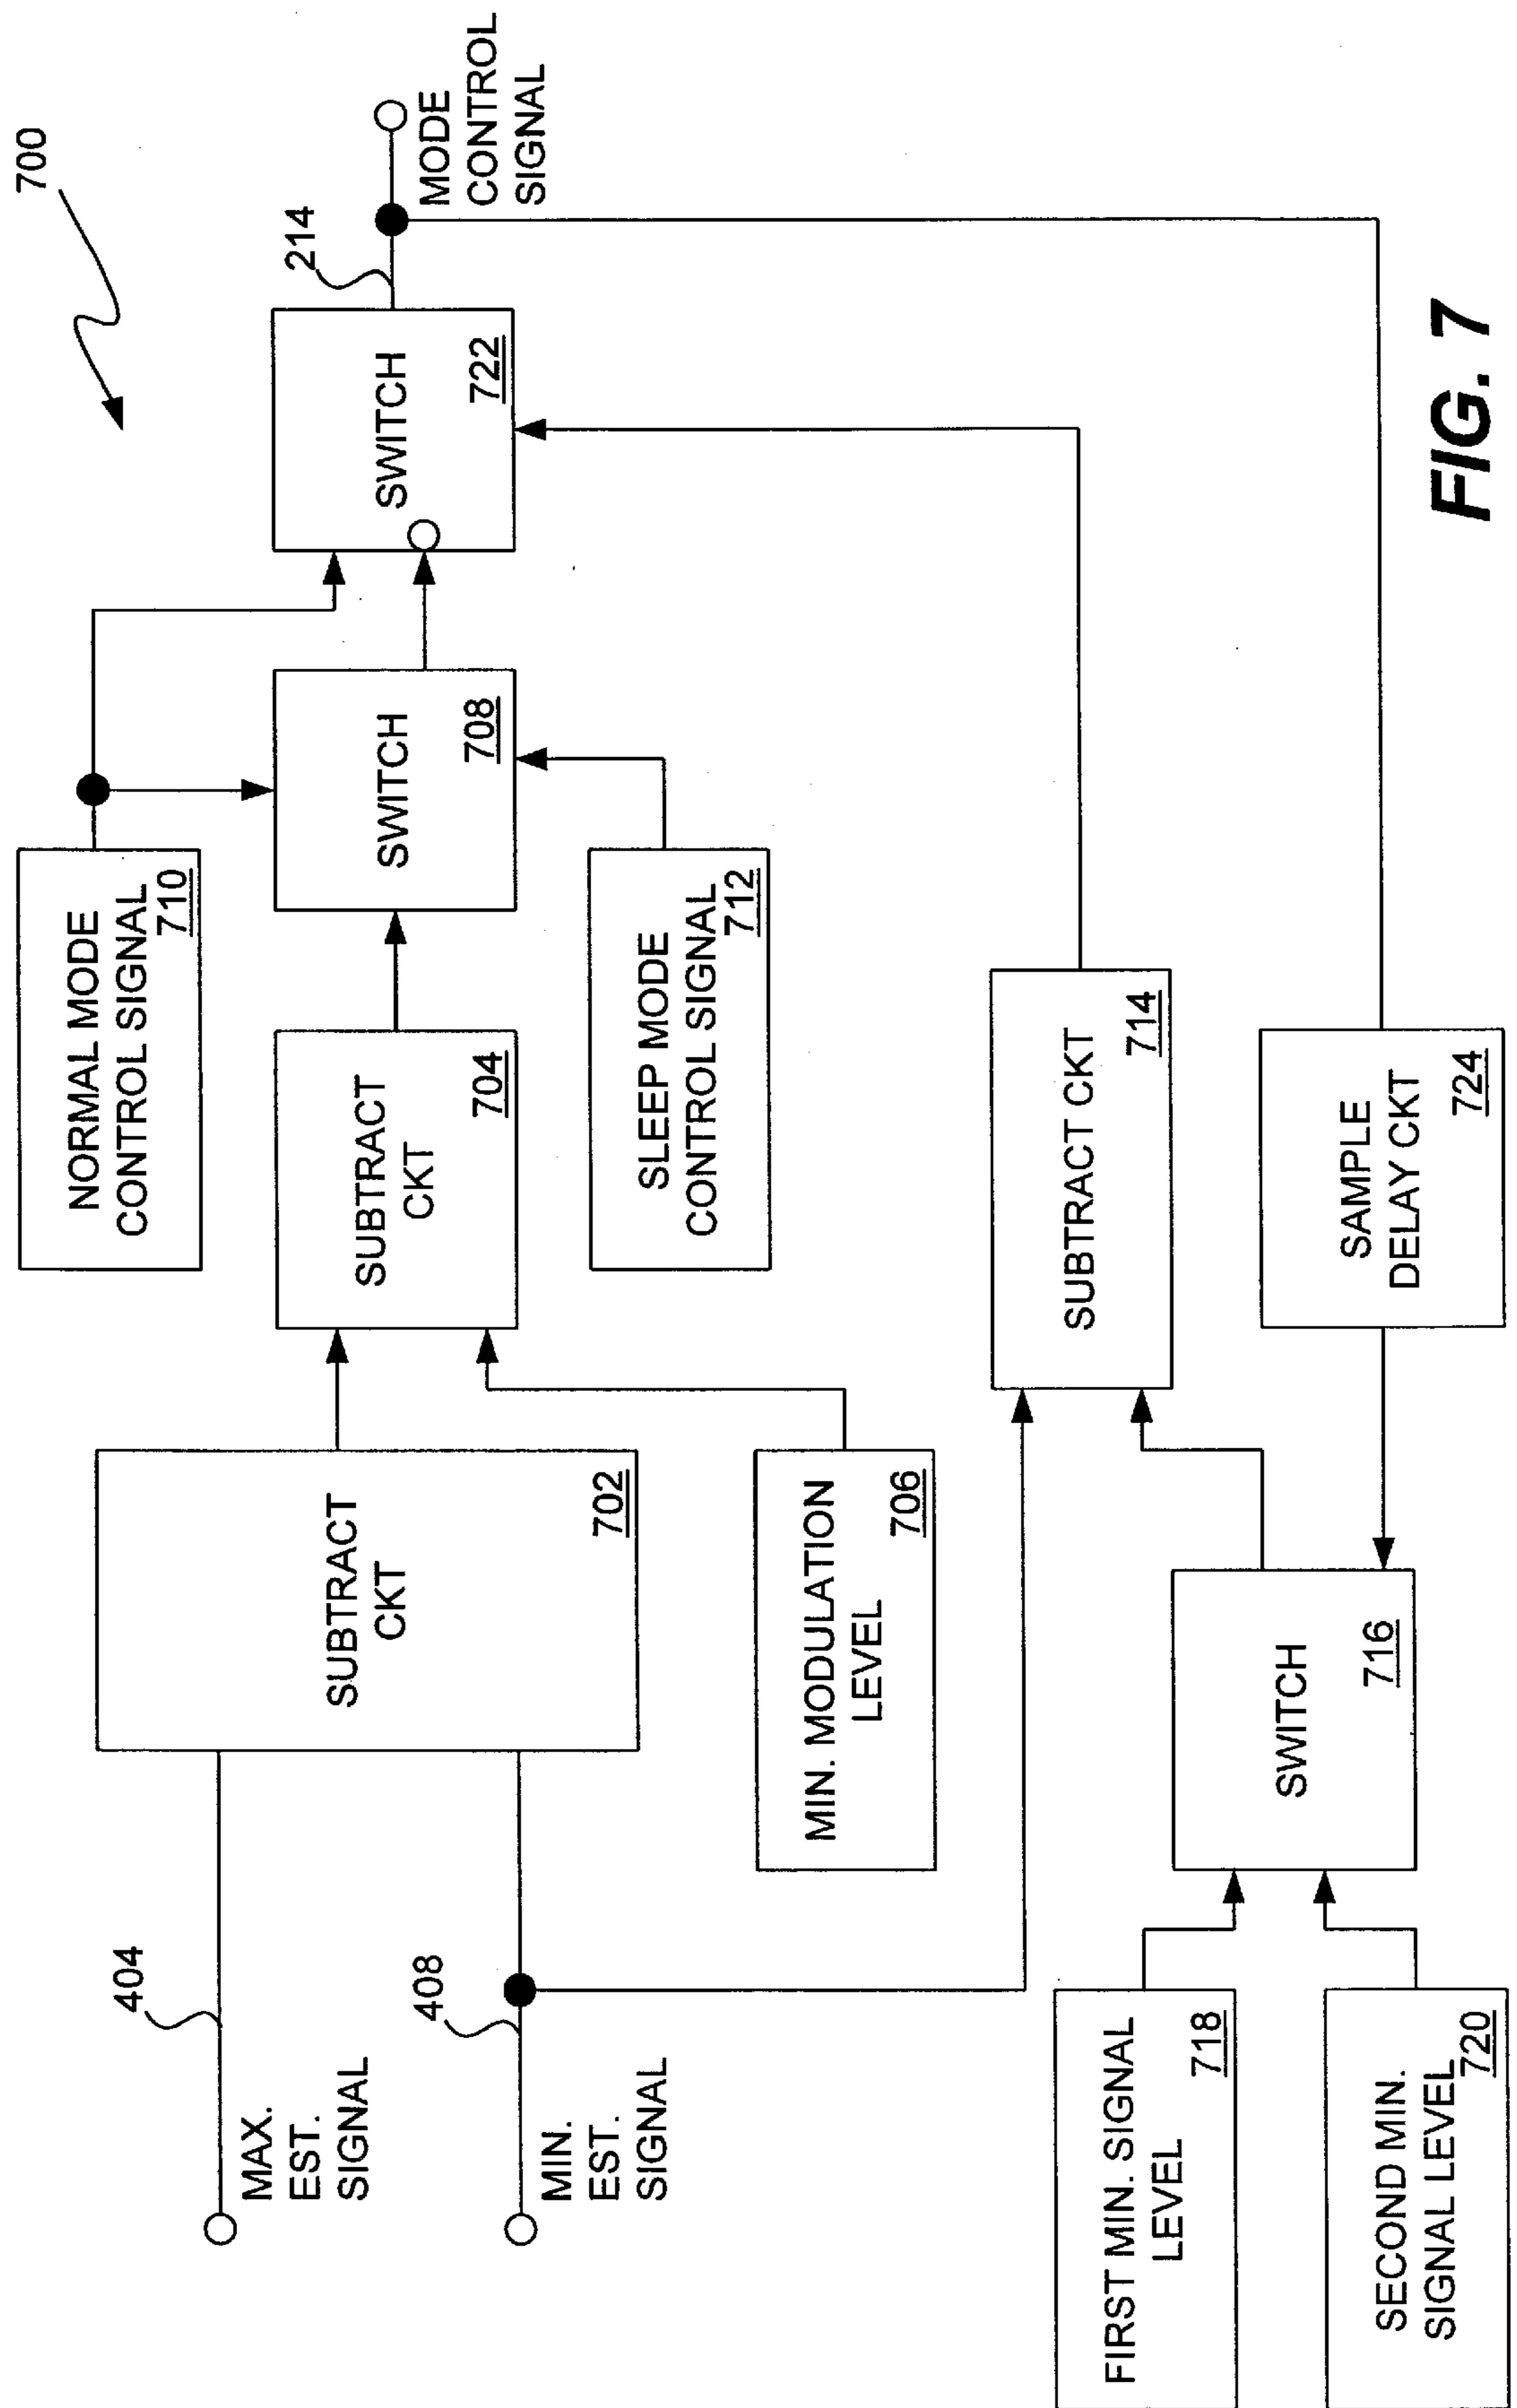 700
NORMAL MODE
CONTROL SIGNAL
710
214
MODE
CONTROL
SIGNAL
SWITCH
722
SWITCH
708
SUBTRACT
CKT
704
SUBTRACT
CKT
702
404
MAX.
EST.
SIGNAL
408
MIN.
EST.
SIGNAL
SLEEP MODE
CONTROL SIGNAL
712
MIN. MODULATION
LEVEL
706
SUBTRACT CKT
714
FIRST MIN. SIGNAL
LEVEL
718
SWITCH
716
SAMPLE
DELAY CKT
724
SECOND MIN.
SIGNAL LEVEL
720
FIG. 7